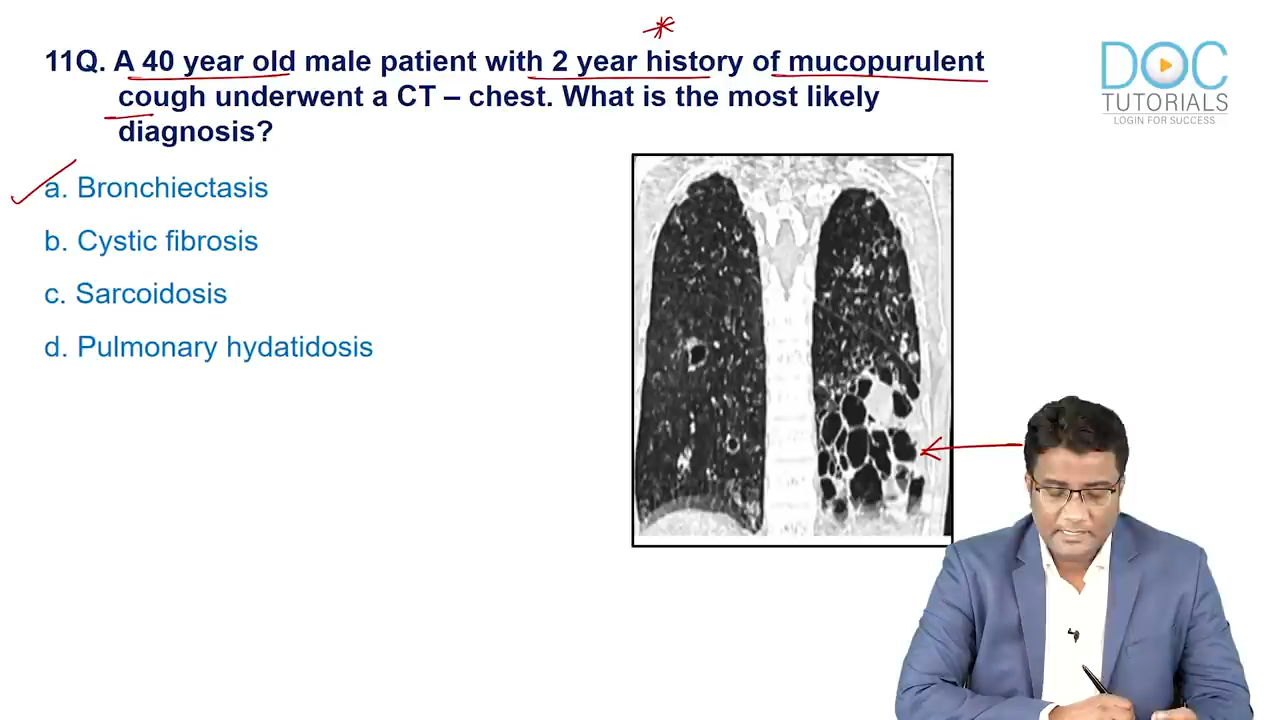 11Q. A 40 year old male patient with 2 year history of mucopurulent
cough underwent a CT – chest. What is the most likely
diagnosis?
a. Bronchiectasis
b. Cystic fibrosis
c. Sarcoidosis
d. Pulmonary hydatidosis
DOC
TUTORIALS
LOGIN FOR SUCCESS